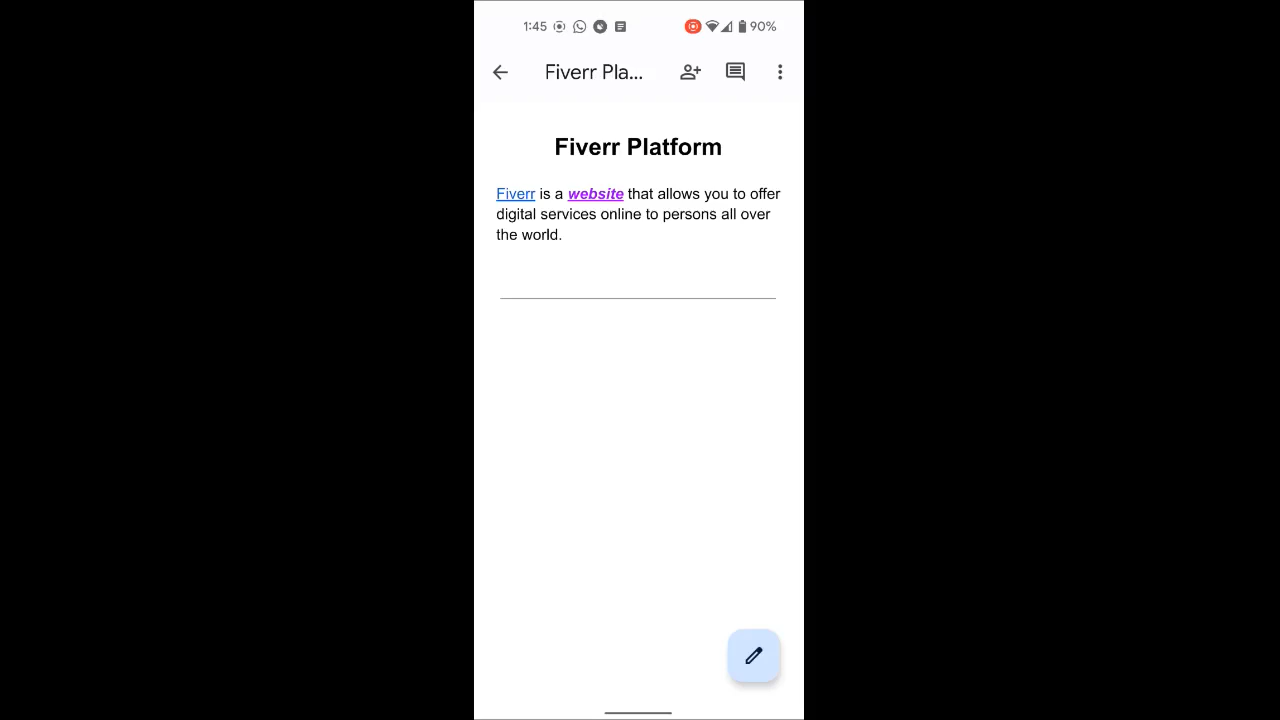 1:45 90%
Fiverr Pla...
Fiverr Platform
Fiverr is a website that allows you to offer
digital services online to persons all over
the world.